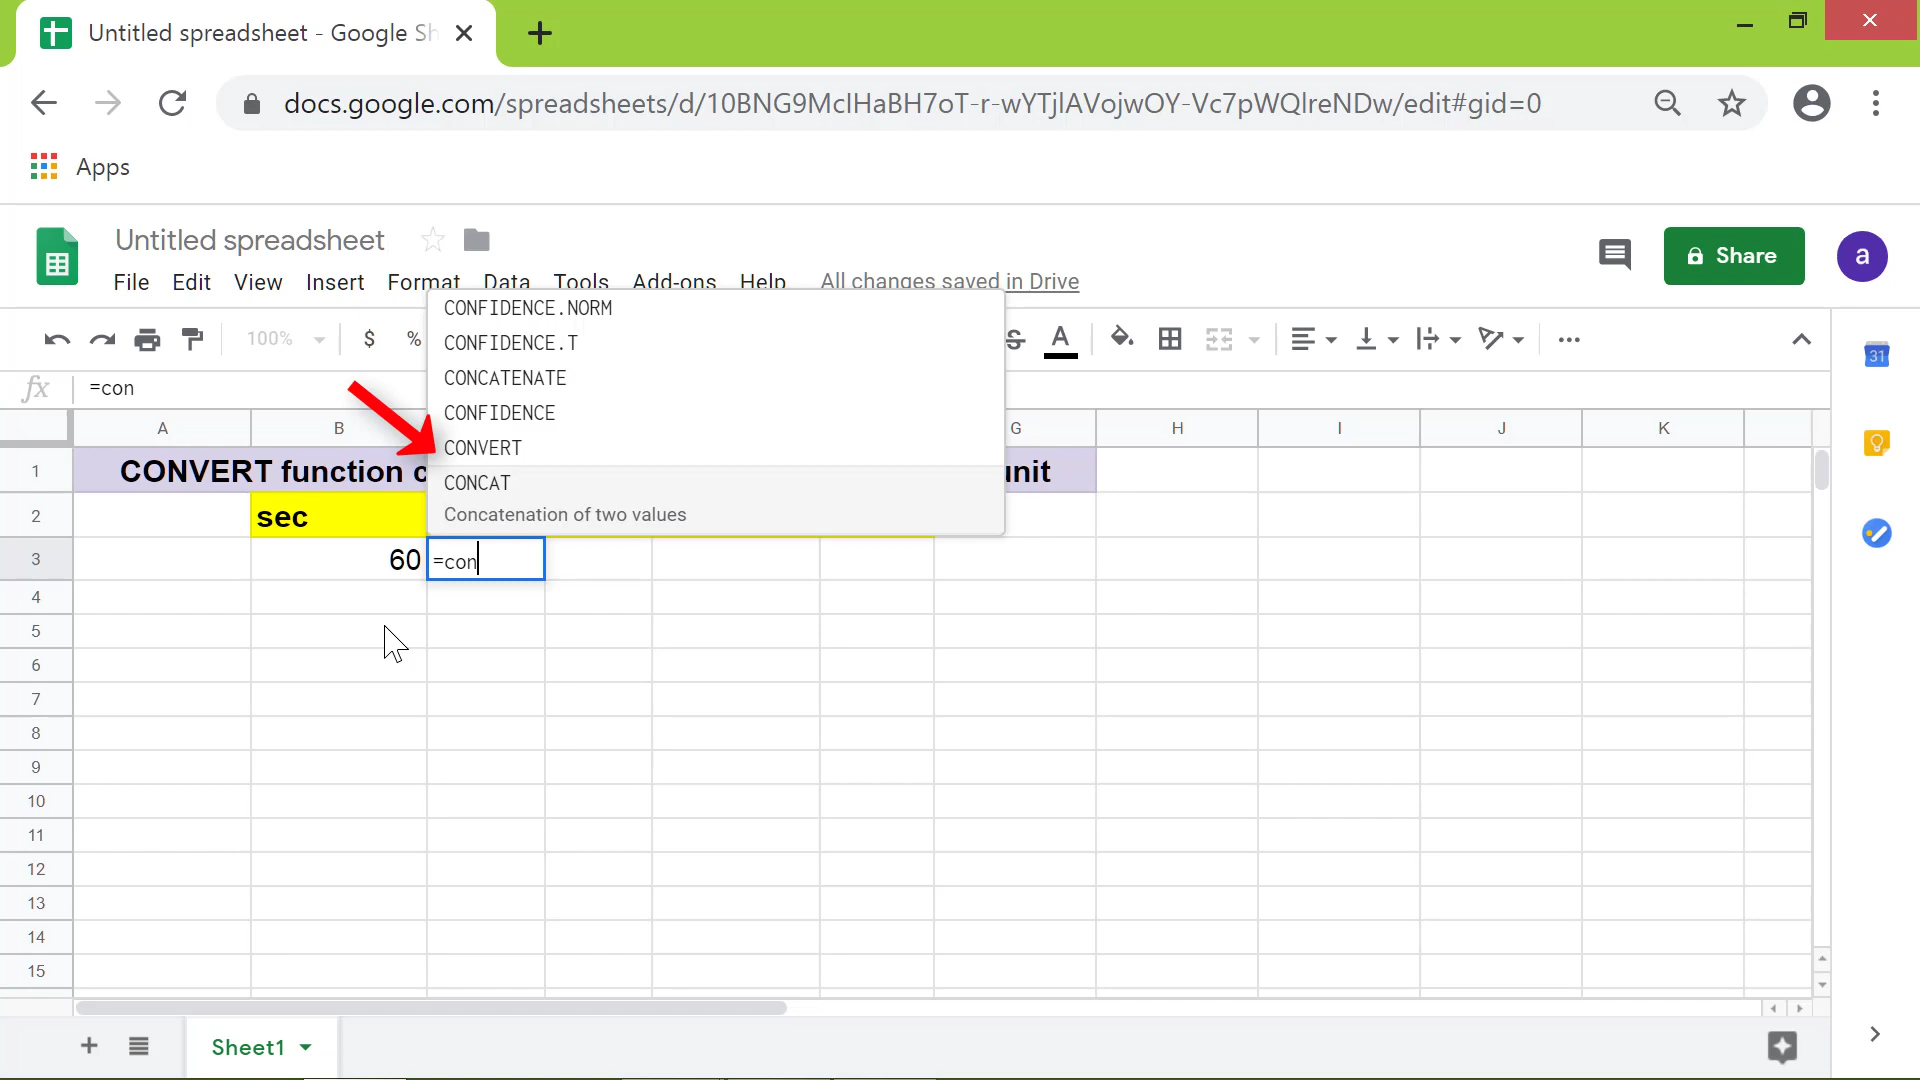 Untitled spreadsheet - Google Sh
docs.google.com/spreadsheets/d/10BNG9McIHaBH7oT-r-wYTjlAVojwOY-Vc7pWQlreNDw/edit#gid=0
Apps
Untitled spreadsheet
Share
a
File Edit View Insert Format Data Tools Add-ons Help All changes saved in Drive
100% $ %
S A
31
fx =con
CONFIDENCE.NORM
CONFIDENCE.T
CONCATENATE
CONFIDENCE
CONVERT
CONCAT
Concatenation of two values
A B G H I J K
1 CONVERT function c unit
2 sec
3 60 =con
4
5
6
7
8
9
10
11
12
13
14
15
Sheet1